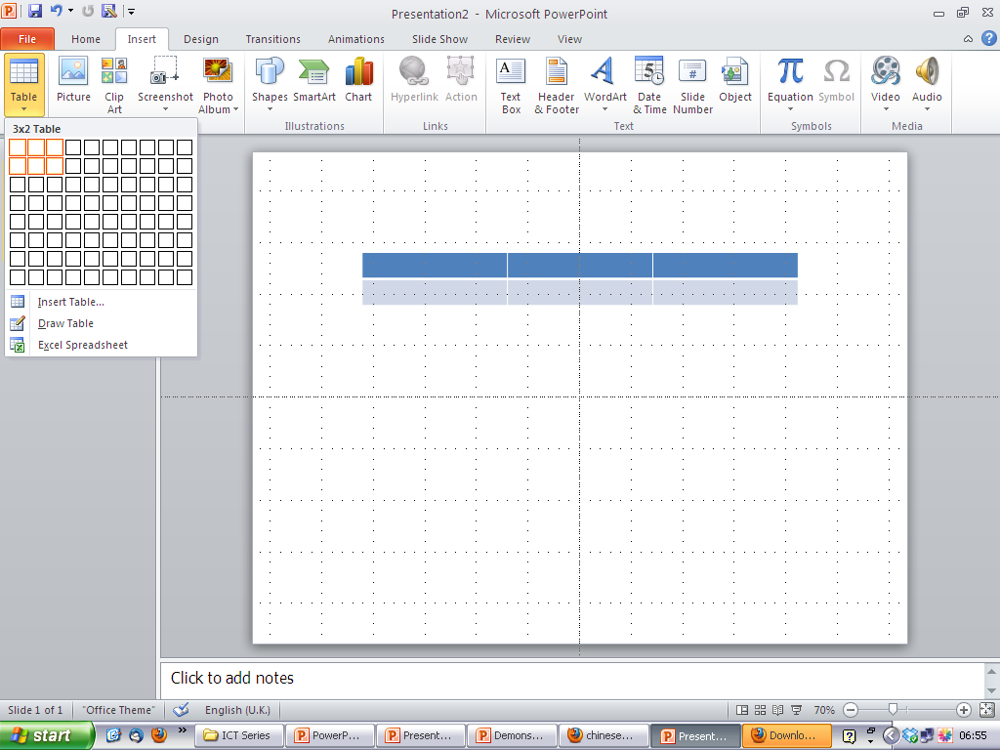 Presentation2 - Microsoft PowerPoint
File Home Insert Design Transitions Animations Slide Show Review View
Table
Picture
Clip Art
Screenshot
Photo Album
Shapes
SmartArt
Chart
Hyperlink
Action
Text Box
Header & Footer
WordArt
Date & Time
Slide Number
Object
Equation
Symbol
Video
Audio
Illustrations Links Text Symbols Media
3x2 Table
Insert Table...
Draw Table
Excel Spreadsheet
Click to add notes
Slide 1 of 1 "Office Theme" English (U.K.) 70%
start ICT Series PowerP... Present... Demons... chinese... Present... Downlo... 06:55